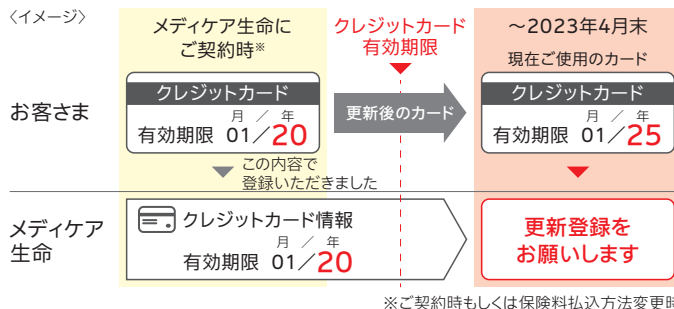 〈イメージ〉
メディケア生命に
ご契約時※
クレジットカード
有効期限
～2023年4月末
現在ご使用のカード
お客さま
クレジットカード
月 ／ 年
有効期限 01／20
更新後のカード
クレジットカード
月 ／ 年
有効期限 01／25
この内容で
登録いただきました
メディケア
生命
クレジットカード情報
月 ／ 年
有効期限 01／20
更新登録を
お願いします
※ご契約時もしくは保険料払込方法変更時